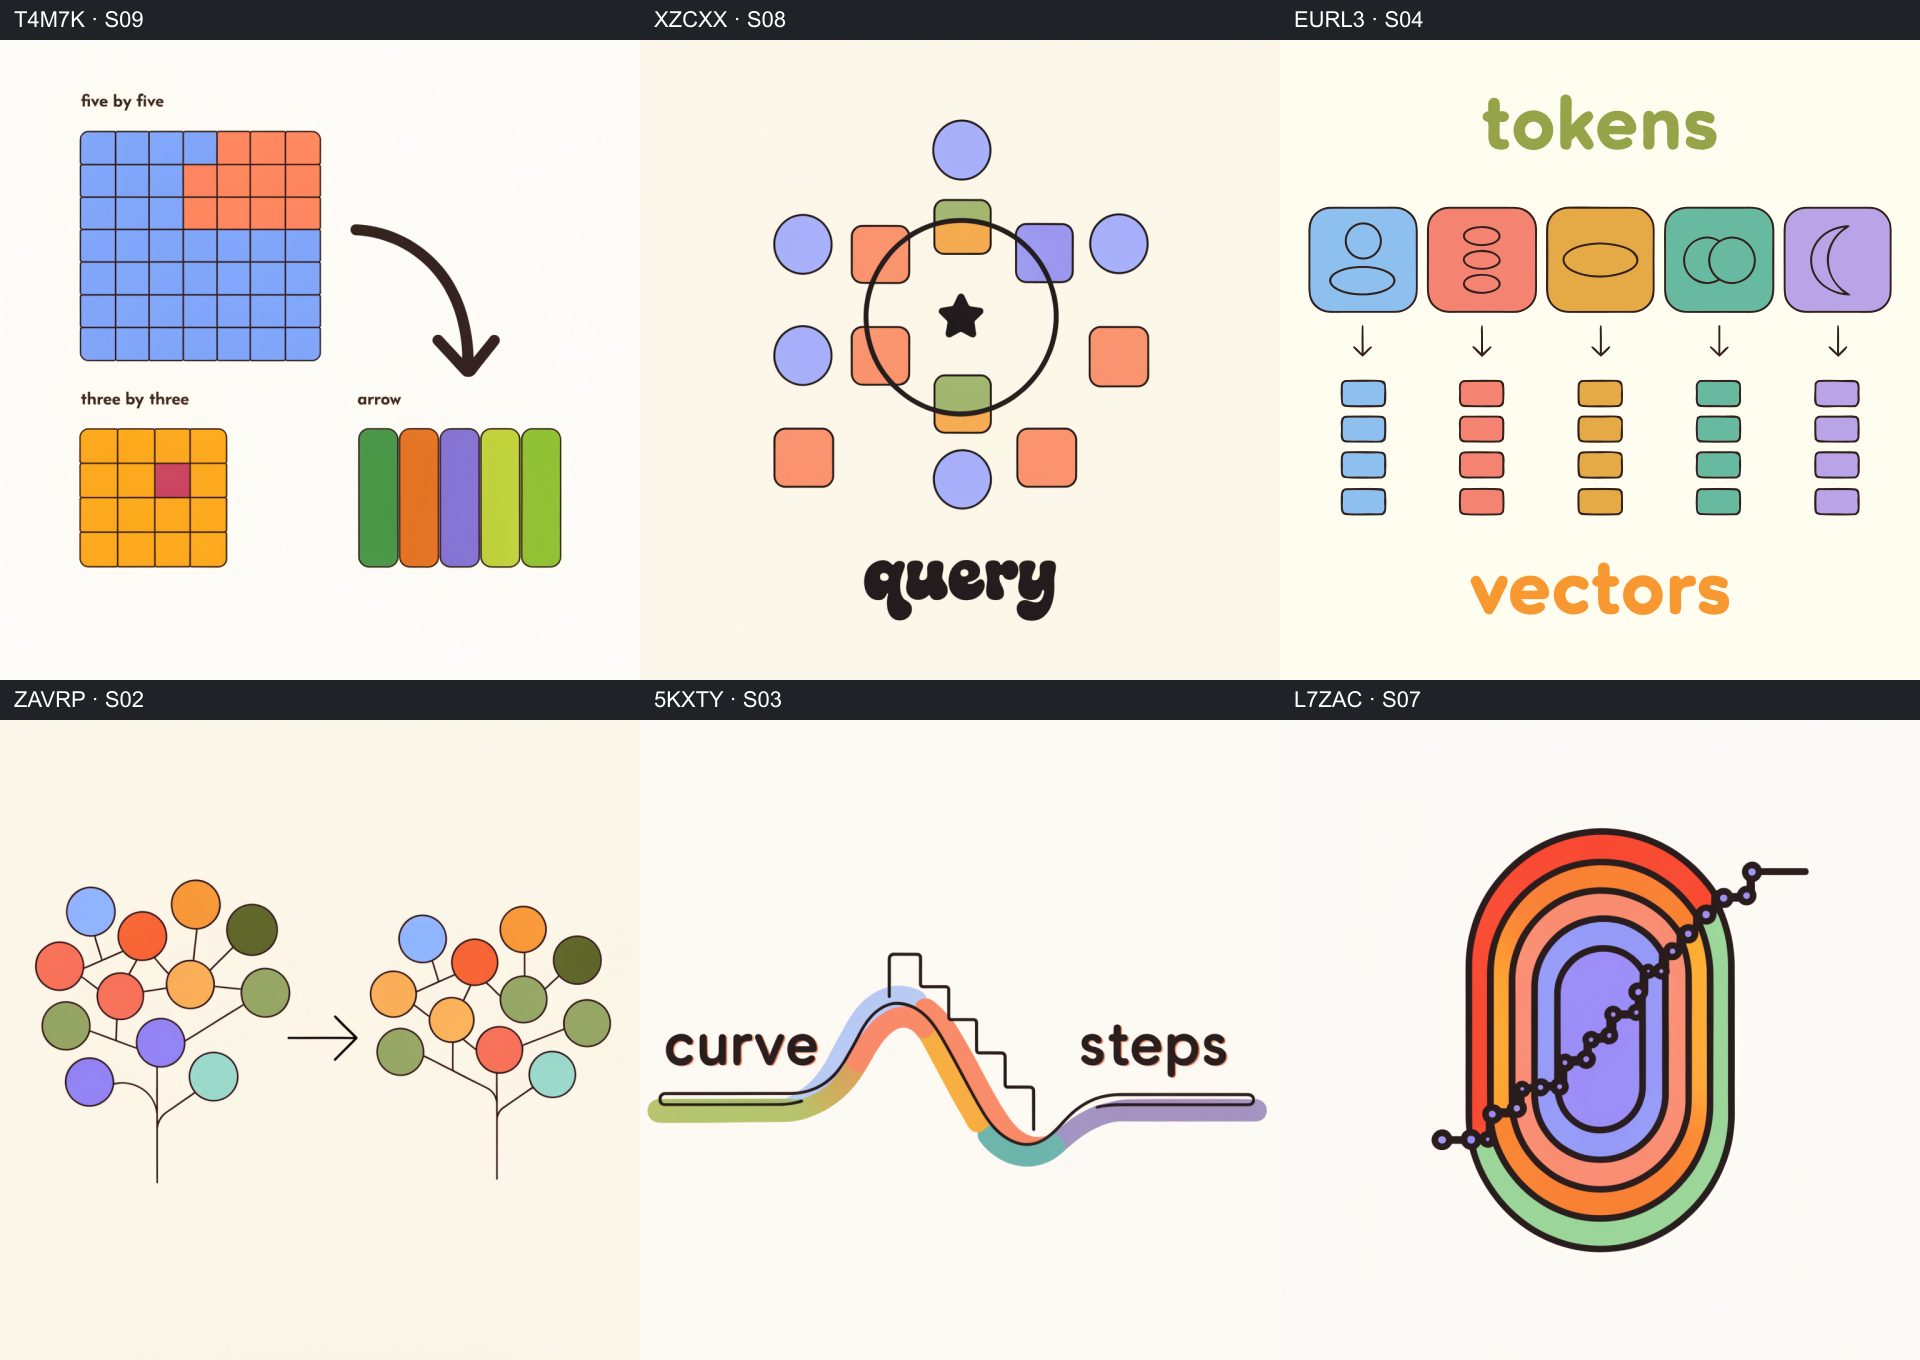 T4M7K · S09
XZCXX · S08
EURL3 · S04
five by five
three by three
arrow
query
tokens
vectors
ZAVRP · S02
5KXTY · S03
L7ZAC · S07
curve
steps